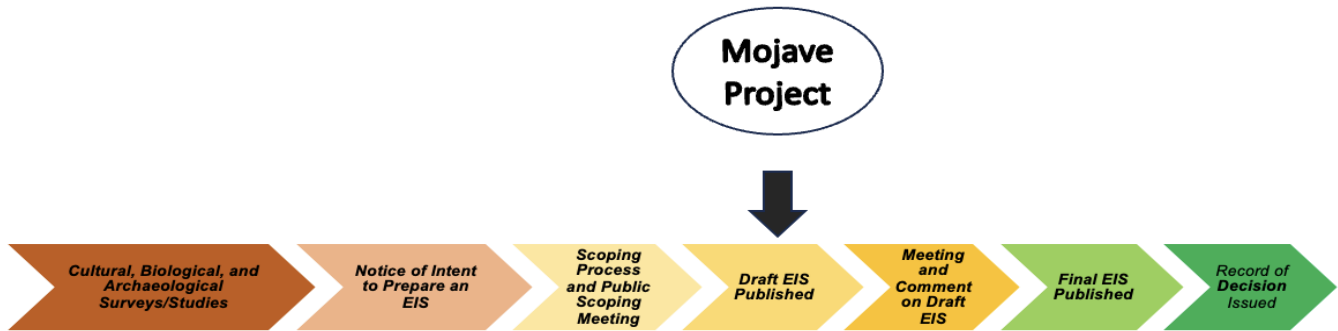 Mojave
Project
Cultural, Biological, and
Archaeological
Surveys/Studies
Notice of Intent
to Prepare an
EIS
Scoping
Process
and Public
Scoping
Meeting
Draft EIS
Published
Meeting
and
Comment
on Draft
EIS
Final EIS
Published
Record of
Decision
Issued